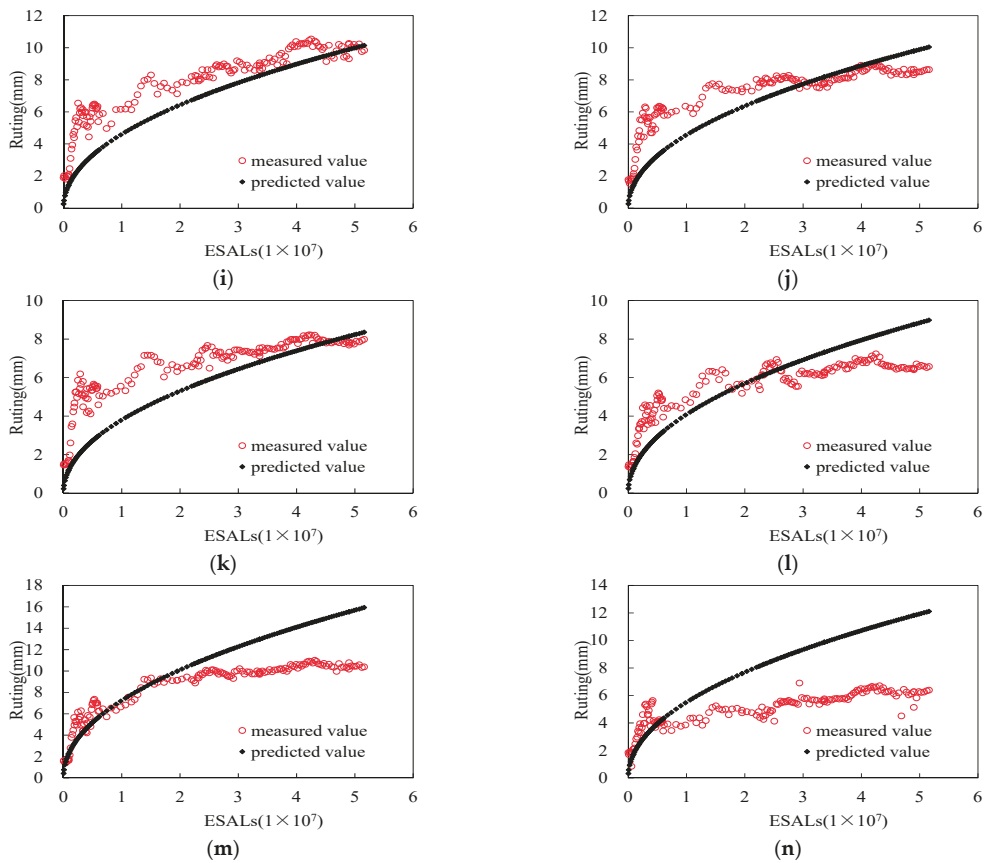 12
10
8
6
4
2
0
Ruting(mm)
measured value
predicted value
0 1 2 3 4 5 6
ESALs(1×10⁷)
(i)
12
10
8
6
4
2
0
Ruting(mm)
measured value
predicted value
0 1 2 3 4 5 6
ESALs(1×10⁷)
(j)
10
8
6
4
2
0
Ruting(mm)
measured value
predicted value
0 1 2 3 4 5 6
ESALs(1×10⁷)
(k)
10
8
6
4
2
0
Ruting(mm)
measured value
predicted value
0 1 2 3 4 5 6
ESALs(1×10⁷)
(l)
18
16
14
12
10
8
6
4
2
0
Ruting(mm)
measured value
predicted value
0 1 2 3 4 5 6
ESALs(1×10⁷)
(m)
14
12
10
8
6
4
2
0
Ruting(mm)
measured value
predicted value
0 1 2 3 4 5 6
ESALs(1×10⁷)
(n)